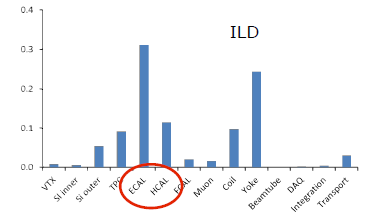 0.4
ILD
0.3
0.2
0.1
0.0
VTX
SI inner
Si outer
TPC
ECAL
HCAL
FCAL
Muon
Coil
Yoke
Beamtube
DAQ
Integration
Transport